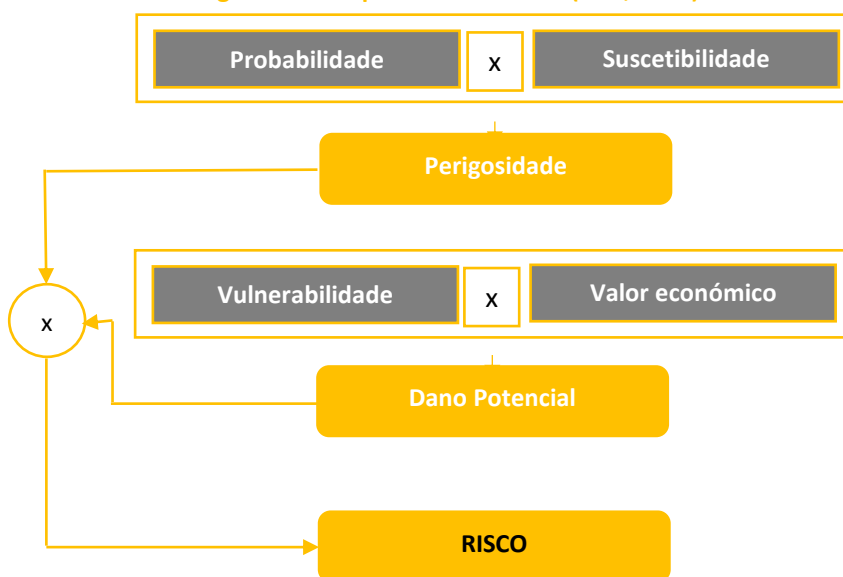 Probabilidade x Suscetibilidade
Perigosidade
Vulnerabilidade x Valor económico
x
Dano Potencial
RISCO